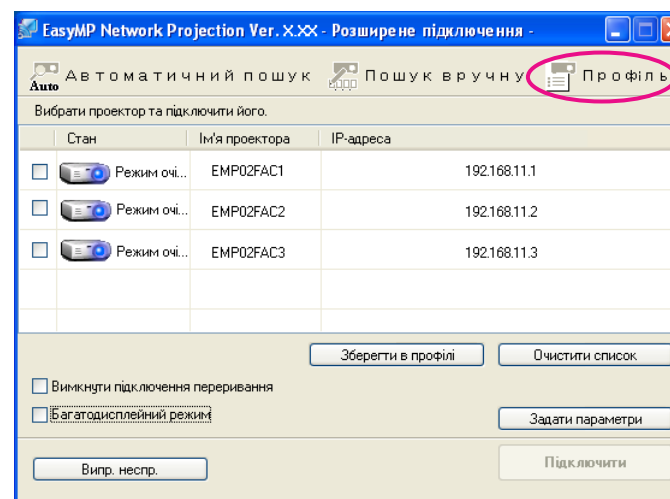 EasyMP Network Projection Ver. X.XX - Розширене підключення -
Auto Автоматичний пошук Пошук вручну Профіль
Вибрати проектор та підключити його.
Стан Ім'я проектора IP-адреса
Режим очі... EMP02FAC1 192.168.11.1
Режим очі... EMP02FAC2 192.168.11.2
Режим очі... EMP02FAC3 192.168.11.3
Зберегти в профілі Очистити список
Вимкнути підключення переривання
Багатодисплейний режим
Задати параметри
Випр. неспр. Підключити